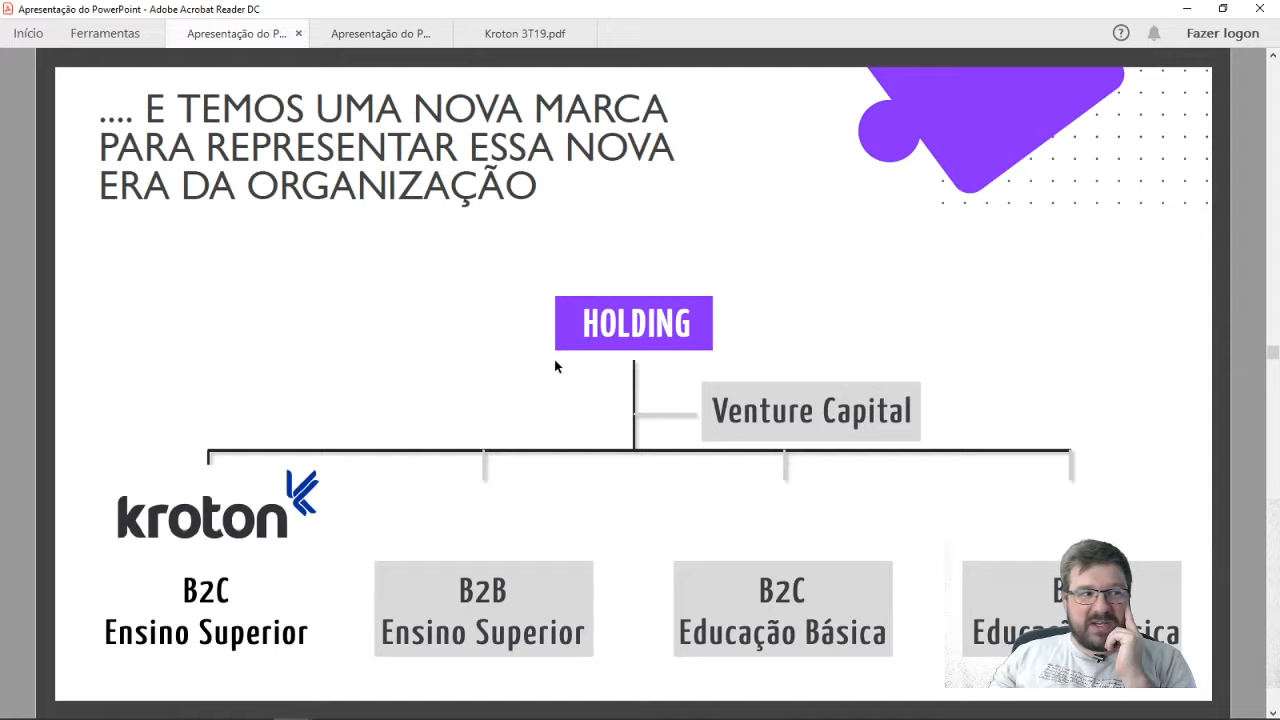 Apresentação do PowerPoint - Adobe Acrobat Reader DC
Início
Ferramentas
Apresentação do P...
Apresentação do P...
Kroton 3T19.pdf
Fazer logon
.... E TEMOS UMA NOVA MARCA
PARA REPRESENTAR ESSA NOVA
ERA DA ORGANIZAÇÃO
HOLDING
Venture Capital
kroton
B2C
Ensino Superior
B2B
Ensino Superior
B2C
Educação Básica